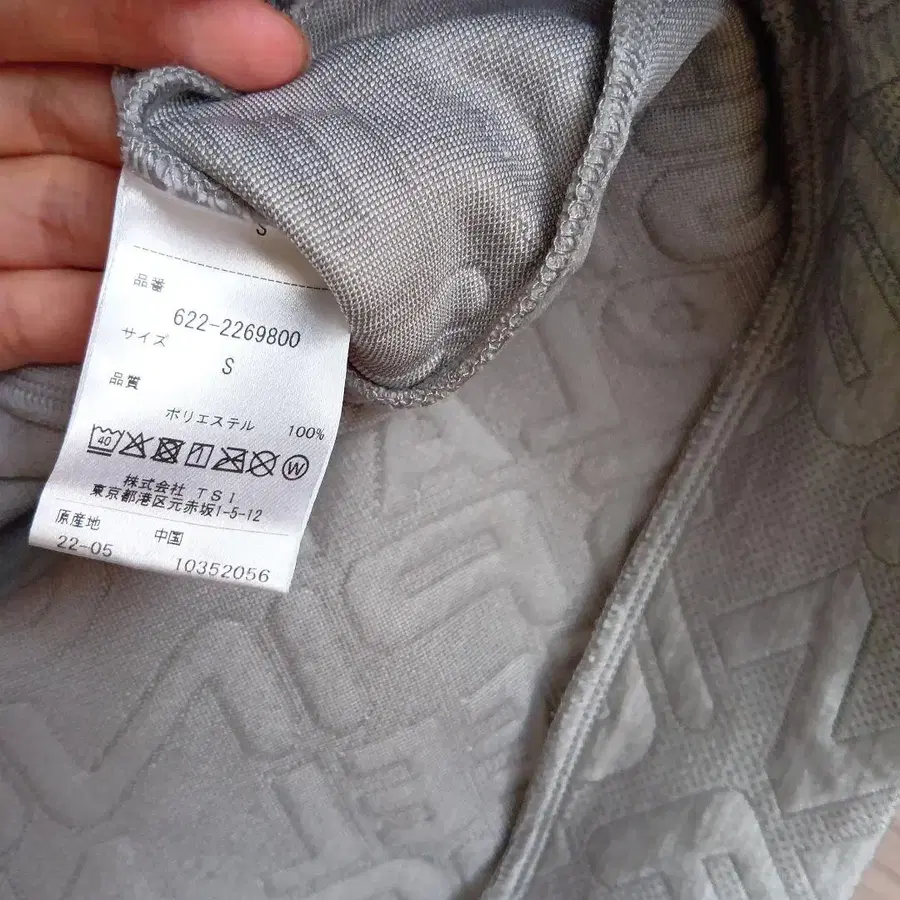 S
品番
622-2269800
サイズ
S
品質
ポリエステル 100%
40 W
株式会社 TSI
東京都港区元赤坂1-5-12
原産地 中国
22-05 10352056